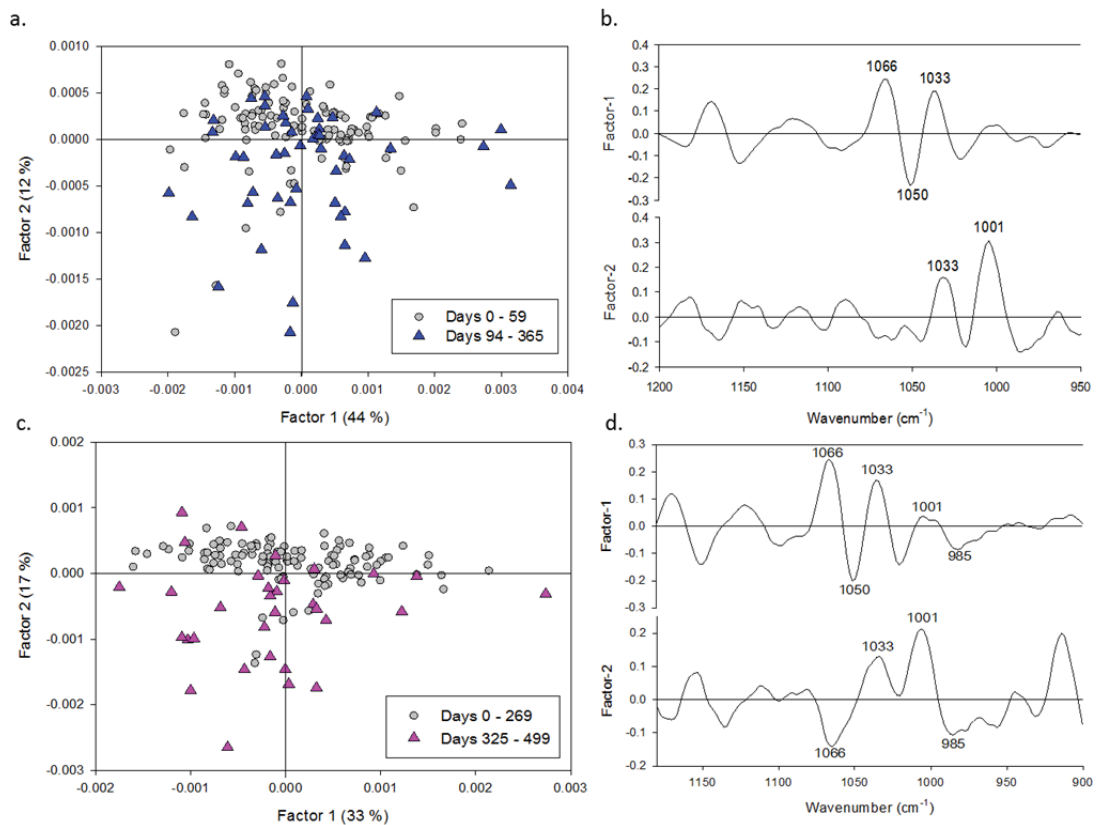 a.
0.0010
0.0005
0.0000
-0.0005
-0.0010
-0.0015
-0.0020
-0.0025
Factor 2 (12 %)
Days 0 - 59
Days 94 - 365
-0.003 -0.002 -0.001 0.000 0.001 0.002 0.003 0.004
Factor 1 (44 %)
b.
0.4
0.3
0.2
0.1
0.0
-0.1
-0.2
-0.3
Factor-1
1066
1033
1050
0.4
0.3
0.2
0.1
0.0
-0.1
-0.2
Factor-2
1033
1001
1200 1150 1100 1050 1000 950
Wavenumber (cm⁻¹)
c.
0.002
0.001
0.000
-0.001
-0.002
-0.003
Factor 2 (17 %)
Days 0 - 269
Days 325 - 499
-0.002 -0.001 0.000 0.001 0.002 0.003
Factor 1 (33 %)
d.
0.3
0.2
0.1
0.0
-0.1
-0.2
-0.3
Factor-1
1066
1033
1001
1050
985
0.2
0.1
0.0
-0.1
0.2
Factor-2
1033
1001
1066
985
1150 1100 1050 1000 950 900
Wavenumber (cm⁻¹)